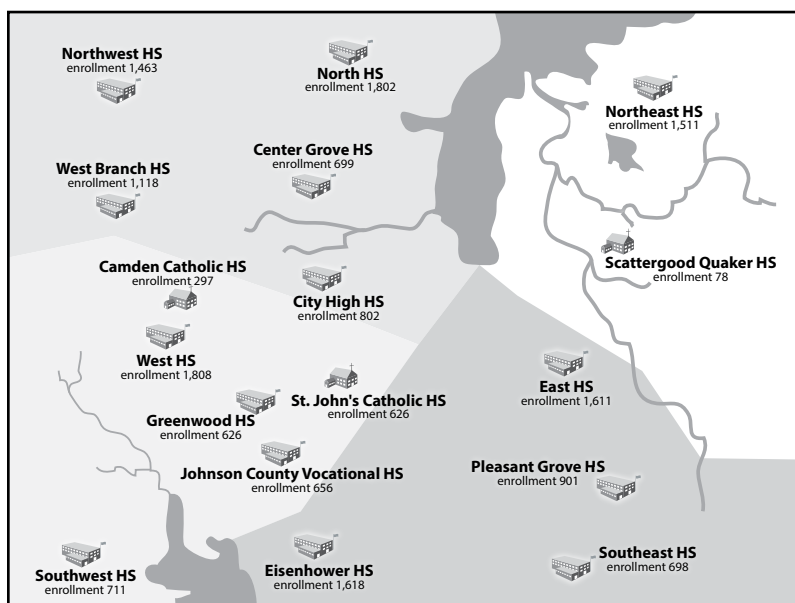 Northwest HS
enrollment 1,463
North HS
enrollment 1,802
Northeast HS
enrollment 1,511
West Branch HS
enrollment 1,118
Center Grove HS
enrollment 699
Scattergood Quaker HS
enrollment 78
Camden Catholic HS
enrollment 297
City High HS
enrollment 802
West HS
enrollment 1,808
East HS
enrollment 1,611
St. John's Catholic HS
enrollment 626
Greenwood HS
enrollment 626
Johnson County Vocational HS
enrollment 656
Pleasant Grove HS
enrollment 901
Southwest HS
enrollment 711
Eisenhower HS
enrollment 1,618
Southeast HS
enrollment 698